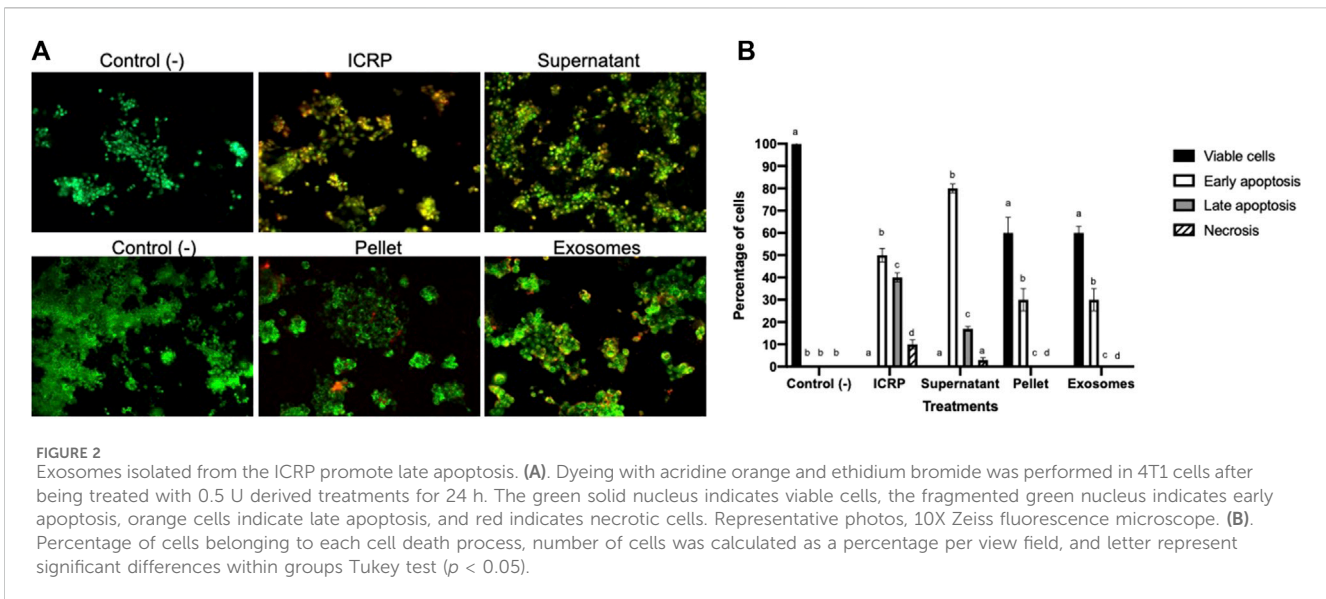 A
Control (-)
ICRP
Supernatant
Control (-)
Pellet
Exosomes
B
Percentage of cells
100
90
80
70
60
50
40
30
20
10
0
a
b b b
a
b
c
d
a
b
c
a
a
b
c d
a
b
c d
Control (-) ICRP Supernatant Pellet Exosomes
Treatments
Viable cells
Early apoptosis
Late apoptosis
Necrosis
FIGURE 2
Exosomes isolated from the ICRP promote late apoptosis. (A). Dyeing with acridine orange and ethidium bromide was performed in 4T1 cells after
being treated with 0.5 U derived treatments for 24 h. The green solid nucleus indicates viable cells, the fragmented green nucleus indicates early
apoptosis, orange cells indicate late apoptosis, and red indicates necrotic cells. Representative photos, 10X Zeiss fluorescence microscope. (B).
Percentage of cells belonging to each cell death process, number of cells was calculated as a percentage per view field, and letter represent
significant differences within groups Tukey test (p < 0.05).